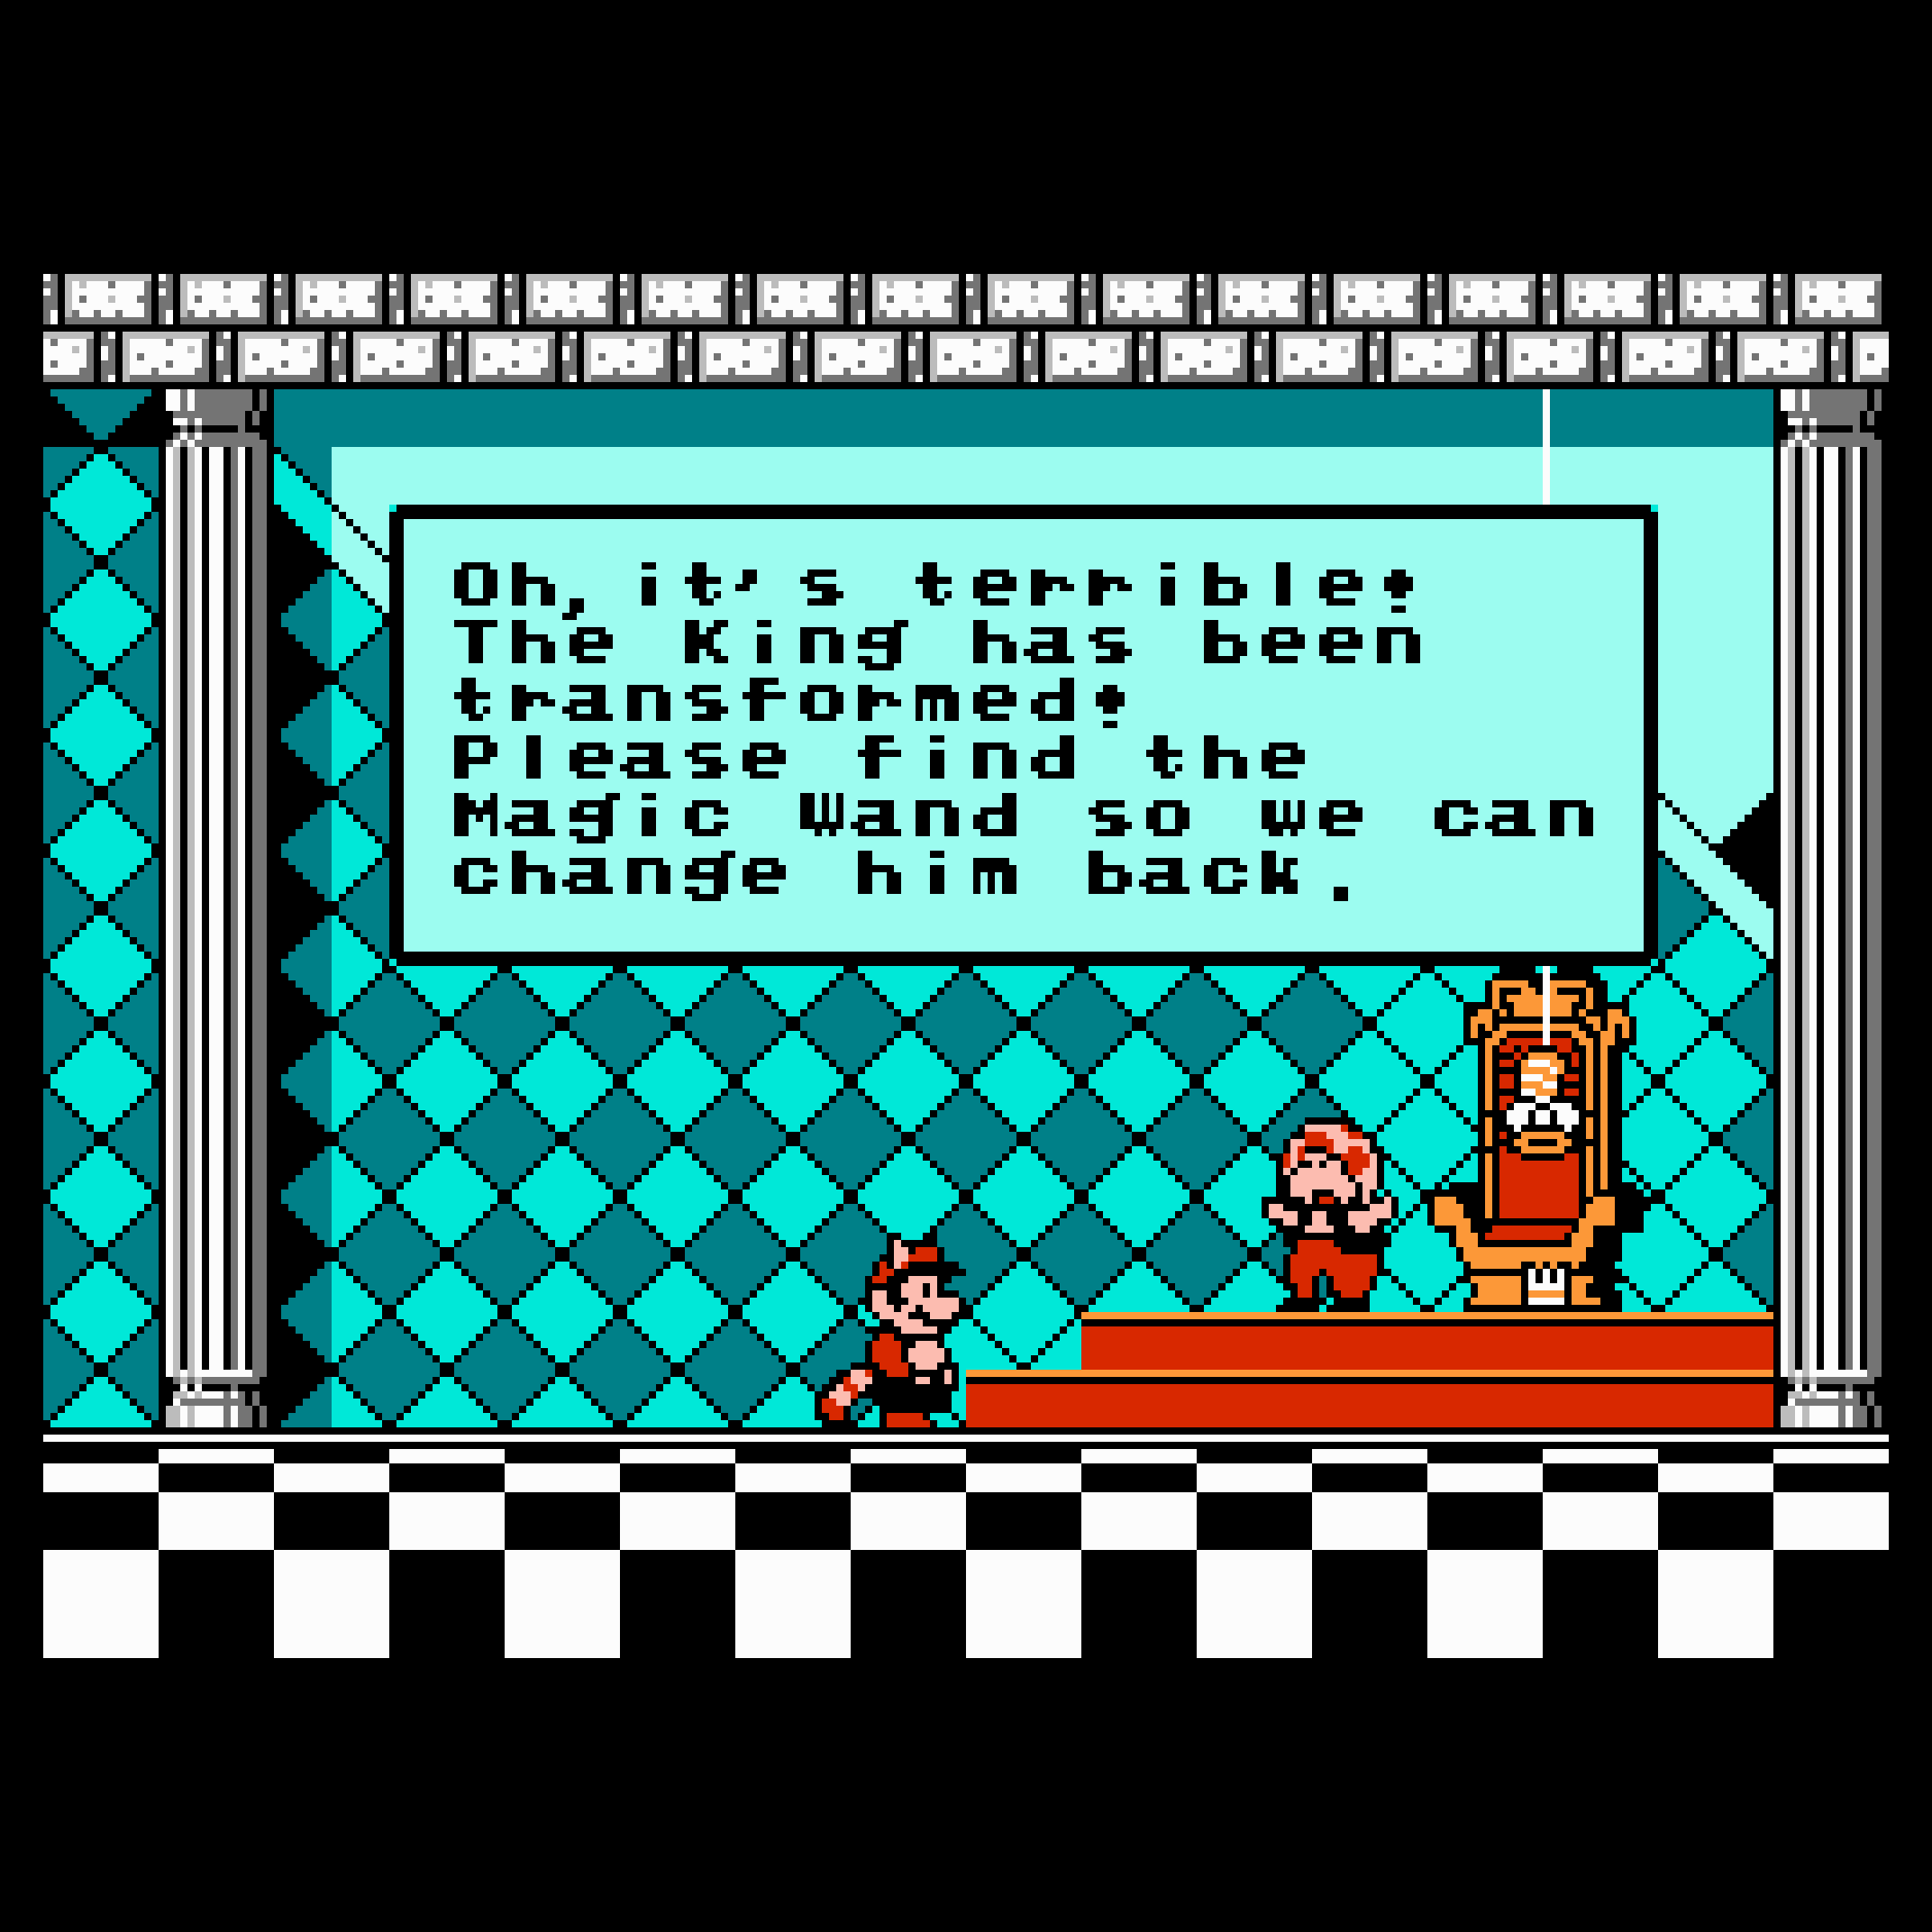 Oh, it's terrible!
The King has been
transformed!
Please find the
Magic Wand so we can
change him back.